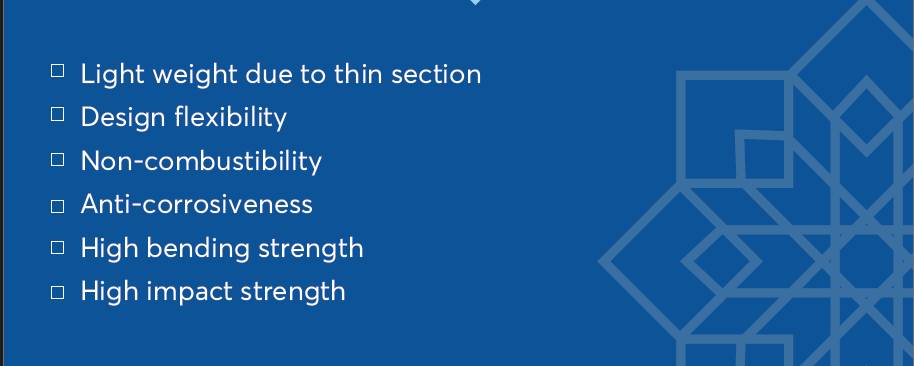 Light weight due to thin section
Design flexibility
Non-combustibility
Anti-corrosiveness
High bending strength
High impact strength